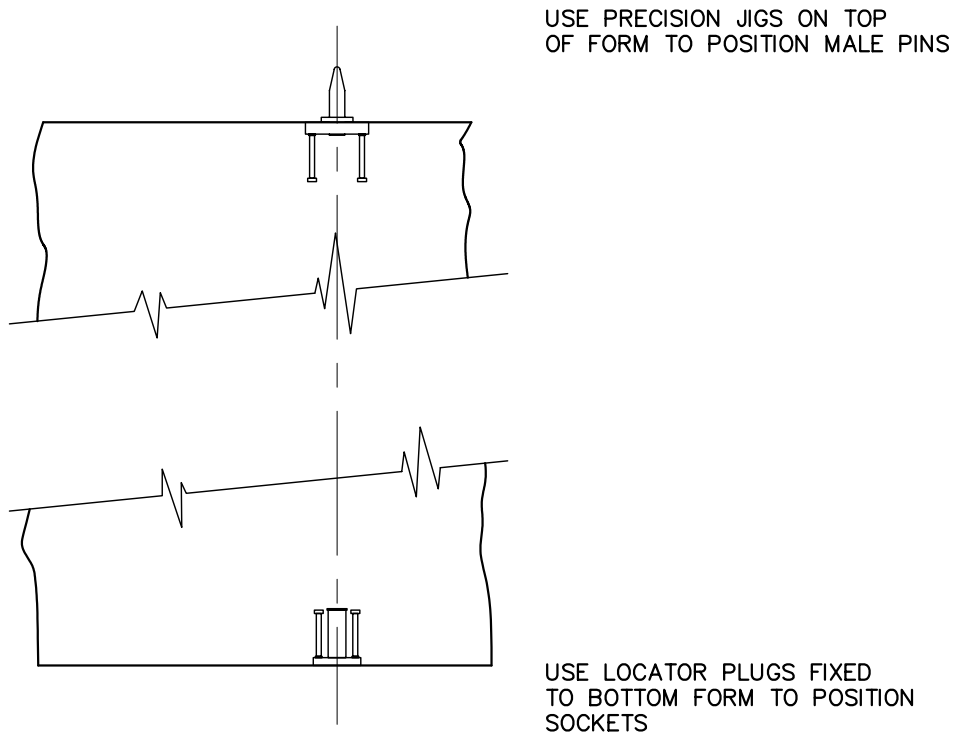 USE PRECISION JIGS ON TOP
OF FORM TO POSITION MALE PINS
USE LOCATOR PLUGS FIXED
TO BOTTOM FORM TO POSITION
SOCKETS